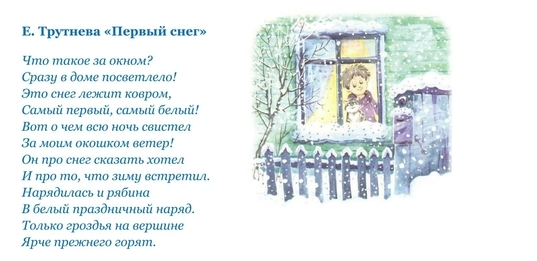 Е. Трутнева «Первый снег»
Что такое за окном?
Сразу в доме посветлело!
Это снег лежит ковром,
Самый первый, самый белый!
Вот о чем всю ночь свистел
За моим окошком ветер!
Он про снег сказать хотел
И про то, что зиму встретил.
Нарядилась и рябина
В белый праздничный наряд.
Только гроздья на вершине
Ярче прежнего горят.